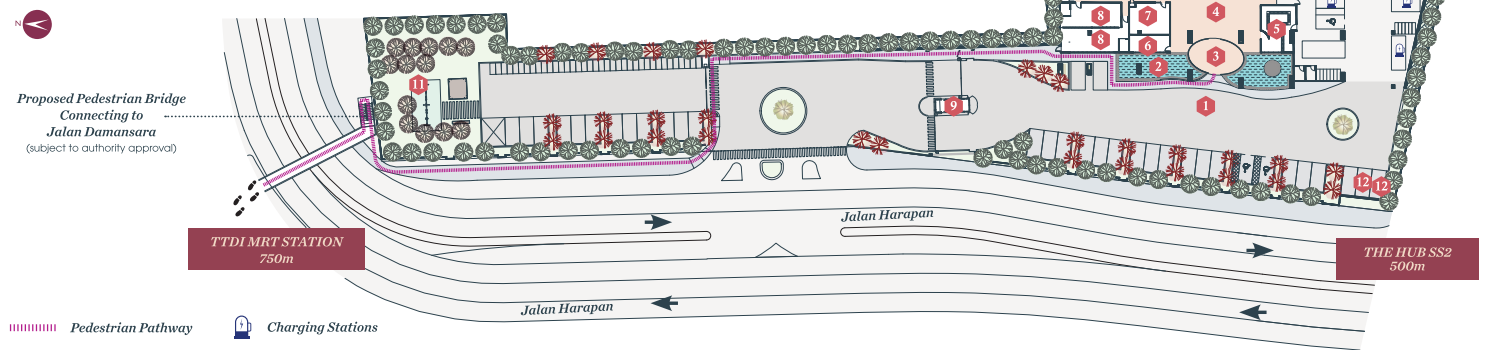 N
8
7
4
5
8
6
3
2
11
9
1
12
12
Proposed Pedestrian Bridge
Connecting to
Jalan Damansara
(subject to authority approval)
Jalan Harapan
TTDI MRT STATION
750m
THE HUB SS2
500m
Jalan Harapan
Pedestrian Pathway
Charging Stations